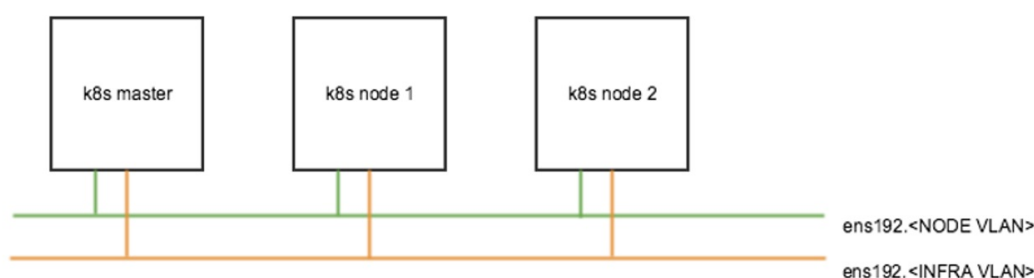 k8s master
k8s node 1
k8s node 2
ens192.<NODE VLAN>
ens192.<INFRA VLAN>